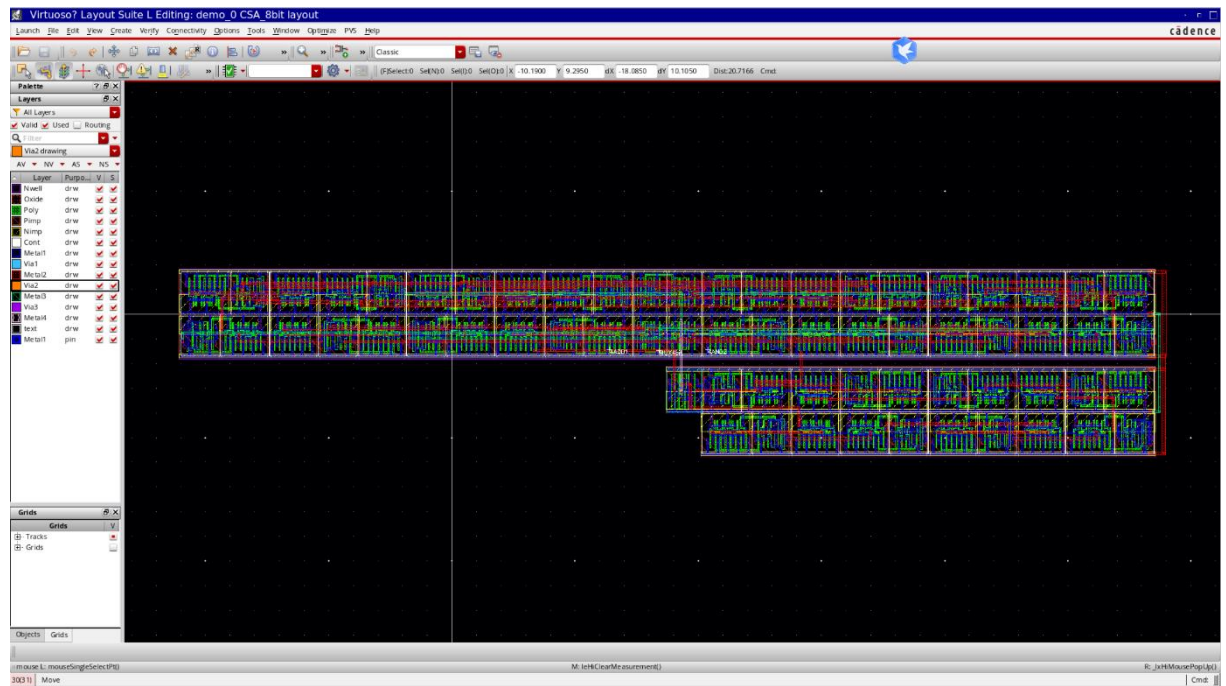 Virtuoso? Layout Suite L Editing: demo_0 CSA_8bit layout
Launch File Edit View Create Verify Connectivity Options Tools Window Optimize PVS Help
cādence
Classic
(F)Select:0 Sel(N):0 Sel(I):0 Sel(O):0 X -10.1900 Y 9.2950 dX -18.0850 dY 10.1050 Dist:20.7166 Cmd:
Palette
Layers
All Layers
Valid Used Routing
Filter
Via2 drawing
AV NV AS NS
Layer Purpo... V S
Nwell drw
Oxide drw
Poly drw
Pimp drw
Nimp drw
Cont drw
Metal1 drw
Via1 drw
Metal2 drw
Via2 drw
Metal3 drw
Via3 drw
Metal4 drw
text drw
Metal1 pin
Grids
Grids V
Tracks
Grids
Objects Grids
mouse L: mouseSingleSelectPt() M: leHiClearMeasurement() R: _lxHiMousePopUp()
30(31) Move Cmd: